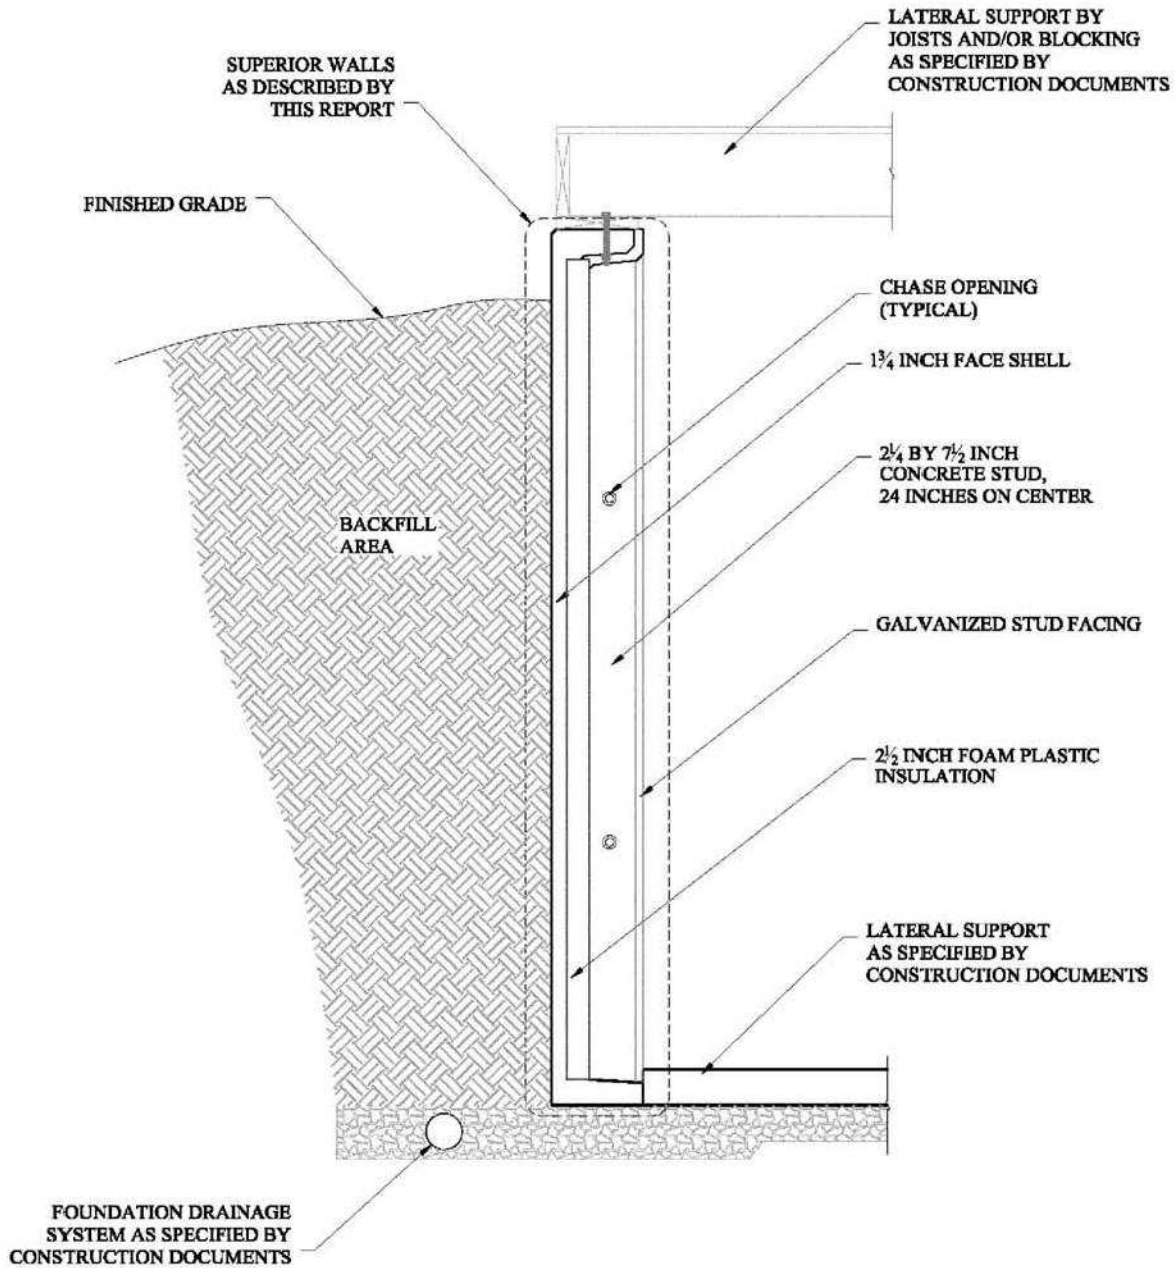 LATERAL SUPPORT BY
JOISTS AND/OR BLOCKING
AS SPECIFIED BY
CONSTRUCTION DOCUMENTS
SUPERIOR WALLS
AS DESCRIBED BY
THIS REPORT
FINISHED GRADE
CHASE OPENING
(TYPICAL)
1¾ INCH FACE SHELL
2¼ BY 7½ INCH
CONCRETE STUD,
24 INCHES ON CENTER
BACKFILL
AREA
GALVANIZED STUD FACING
2½ INCH FOAM PLASTIC
INSULATION
LATERAL SUPPORT
AS SPECIFIED BY
CONSTRUCTION DOCUMENTS
FOUNDATION DRAINAGE
SYSTEM AS SPECIFIED BY
CONSTRUCTION DOCUMENTS